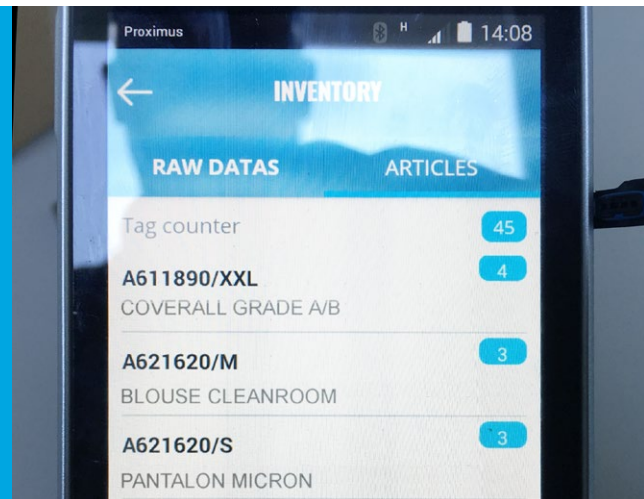 Proximus H 14:08
INVENTORY
RAW DATAS ARTICLES
Tag counter 45
A611890/XXL 4
COVERALL GRADE A/B
A621620/M 3
BLOUSE CLEANROOM
A621620/S 3
PANTALON MICRON